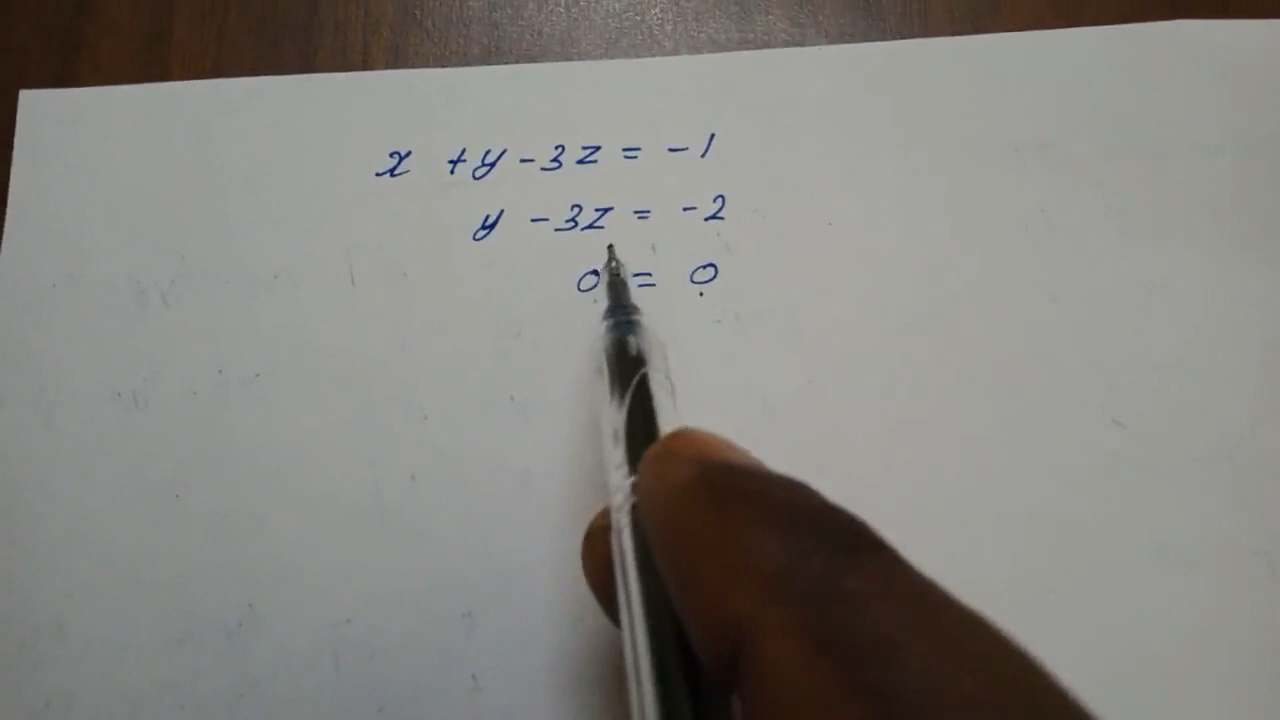 x + y - 3z = -1
y - 3z = -2
0 = 0